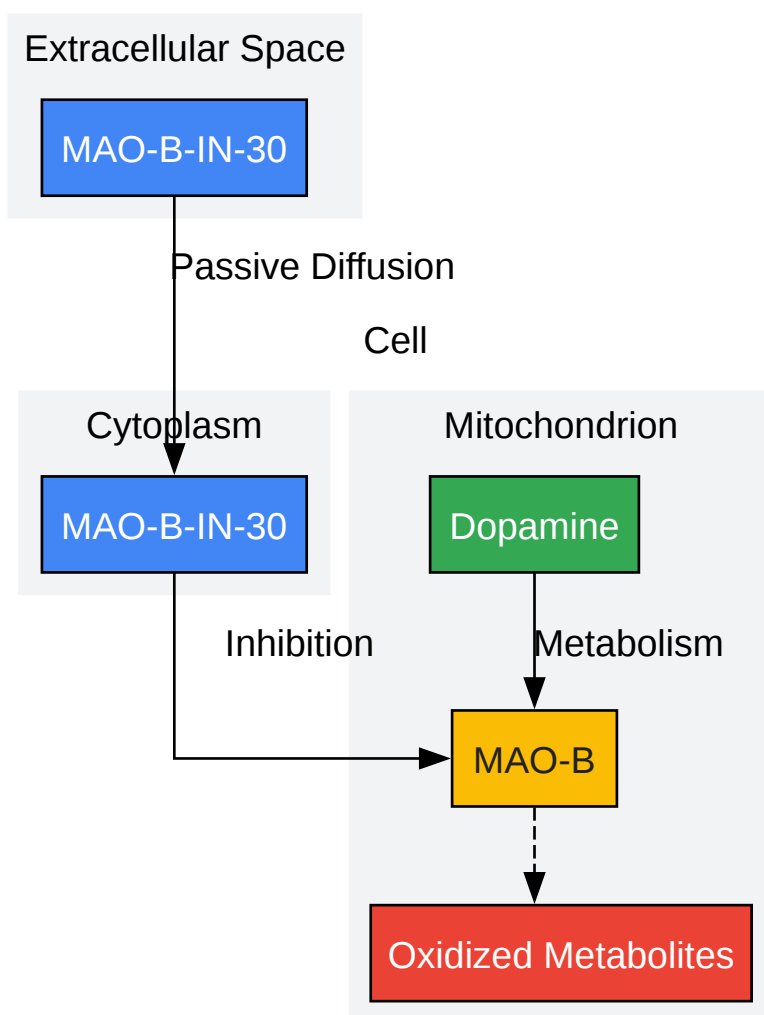 Extracellular Space
MAO-B-IN-30
Passive Diffusion
Cell
Cytoplasm
Mitochondrion
MAO-B-IN-30
Dopamine
Inhibition
Metabolism
MAO-B
Oxidized Metabolites